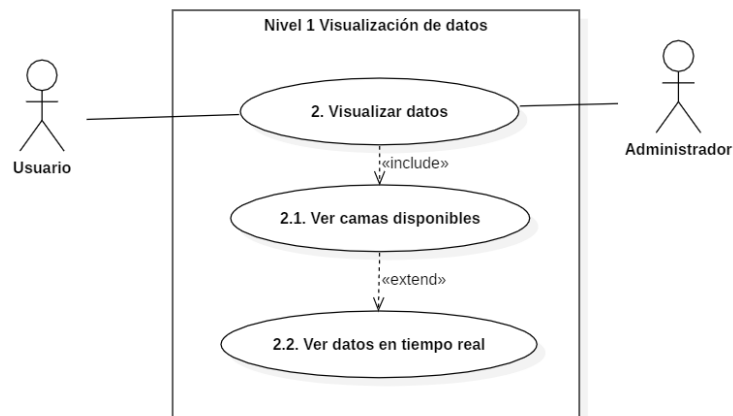 Nivel 1 Visualización de datos
2. Visualizar datos
Usuario
Administrador
«include»
2.1. Ver camas disponibles
«extend»
2.2. Ver datos en tiempo real